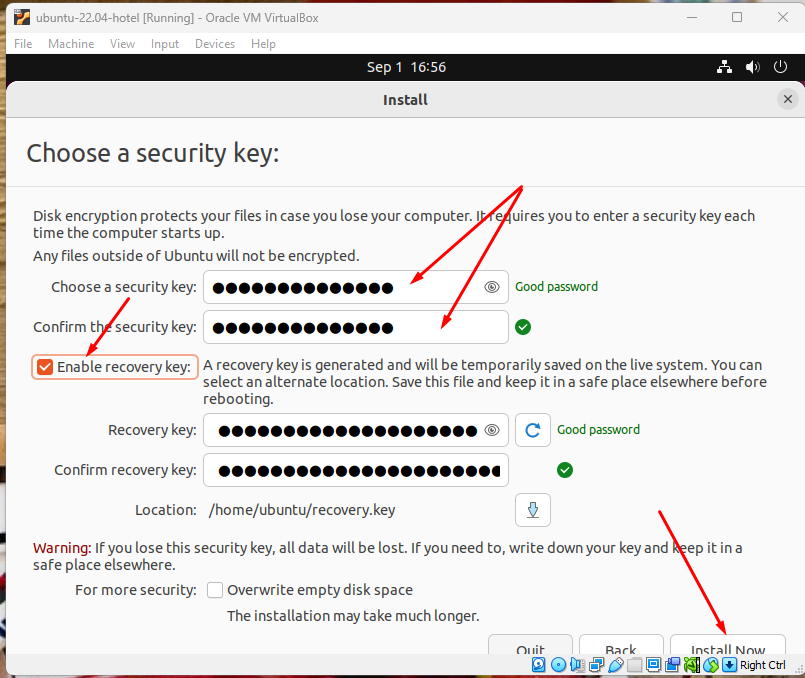 ubuntu-22.04-hotel [Running] - Oracle VM VirtualBox
File Machine View Input Devices Help
Sep 1 16:56
Install
Choose a security key:
Disk encryption protects your files in case you lose your computer. It requires you to enter a security key each
time the computer starts up.
Any files outside of Ubuntu will not be encrypted.
Choose a security key: Good password
Confirm the security key:
Enable recovery key: A recovery key is generated and will be temporarily saved on the live system. You can
select an alternate location. Save this file and keep it in a safe place elsewhere before
rebooting.
Recovery key: Good password
Confirm recovery key:
Location: /home/ubuntu/recovery.key
Warning: If you lose this security key, all data will be lost. If you need to, write down your key and keep it in a
safe place elsewhere.
For more security: Overwrite empty disk space
The installation may take much longer.
Quit Back Install Now
Right Ctrl